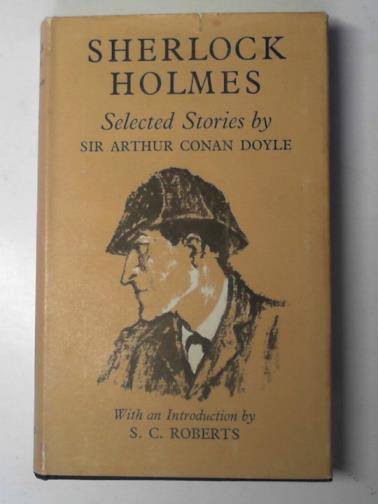 SHERLOCK
HOLMES
Selected Stories by
SIR ARTHUR CONAN DOYLE
With an Introduction by
S. C. ROBERTS